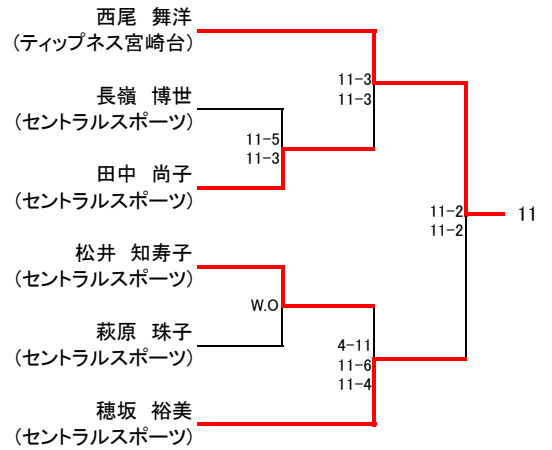 西尾 舞洋
(ティップネス宮崎台)
11-3
11-3
長嶺 博世
(セントラルスポーツ)
11-5
11-3
田中 尚子
(セントラルスポーツ)
11-2
11-2
11
松井 知寿子
(セントラルスポーツ)
W.O
萩原 珠子
(セントラルスポーツ)
4-11
11-6
11-4
穂坂 裕美
(セントラルスポーツ)